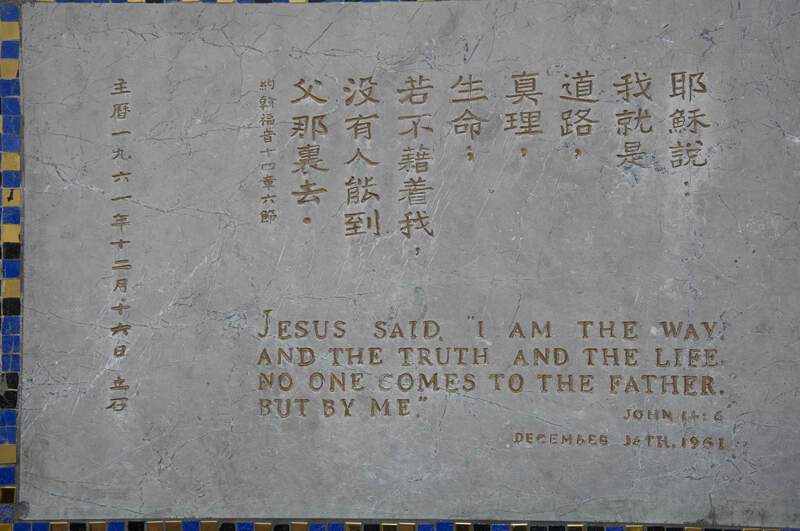 耶穌說：
我就是
道路，
真理，
生命；
若不藉着我，
沒有人能到
父那裏去．
約翰福音十四章六節
主曆一九六一年十二月十六日立石
JESUS SAID, "I AM THE WAY,
AND THE TRUTH, AND THE LIFE.
NO ONE COMES TO THE FATHER,
BUT BY ME."
JOHN 14:6
DECEMBER 16TH, 1961